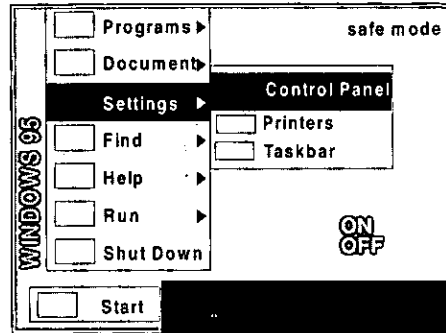 Programs
safe mode
Document
Settings
Control Panel
Find
Printers
Taskbar
Help
Run
ON
OFF
Shut Down
WINDOWS 95
Start